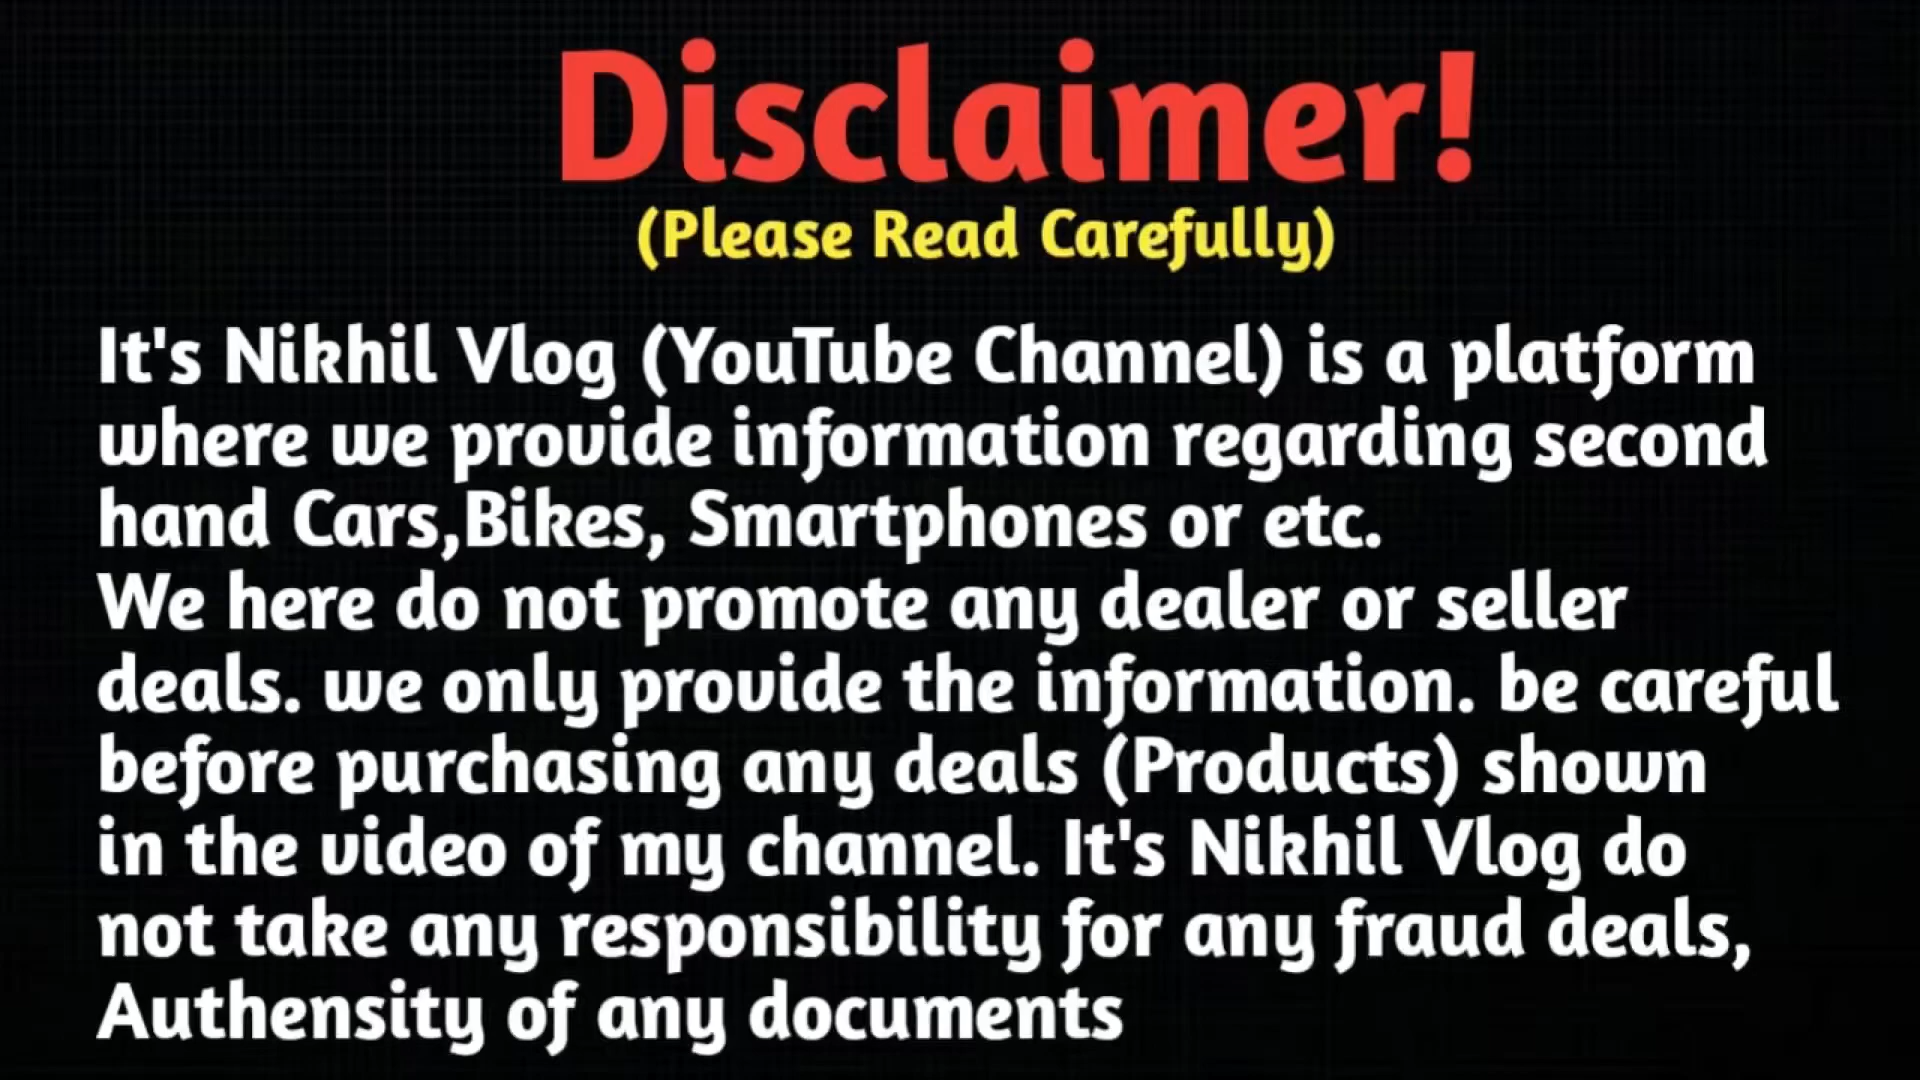 Disclaimer!
(Please Read Carefully)
It's Nikhil Vlog (YouTube Channel) is a platform
where we provide information regarding second
hand Cars,Bikes, Smartphones or etc.
We here do not promote any dealer or seller
deals. we only provide the information. be careful
before purchasing any deals (Products) shown
in the video of my channel. It's Nikhil Vlog do
not take any responsibility for any fraud deals,
Authensity of any documents